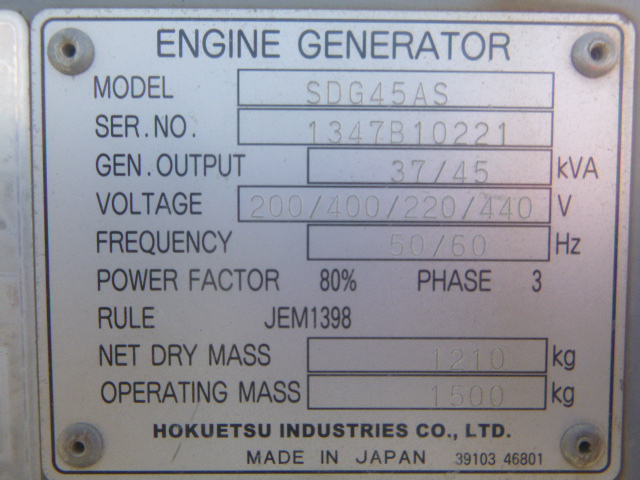 ENGINE GENERATOR
MODEL SDG45AS
SER.NO. 1347B10221
GEN.OUTPUT 37/45 kVA
VOLTAGE 200/400/220/440 V
FREQUENCY 50/60 Hz
POWER FACTOR 80% PHASE 3
RULE JEM1398
NET DRY MASS 1210 kg
OPERATING MASS 1500 kg
HOKUETSU INDUSTRIES CO., LTD.
MADE IN JAPAN 39103 46801